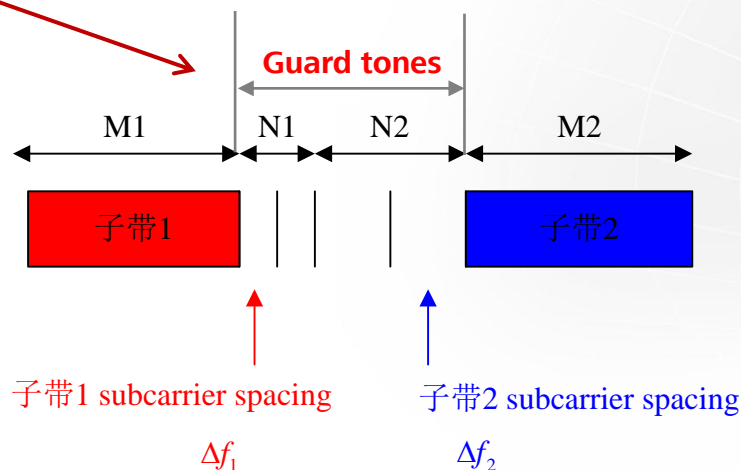 Guard tones
M1 N1 N2 M2
子带1 子带2
子带1 subcarrier spacing 子带2 subcarrier spacing
Δf₁ Δf₂